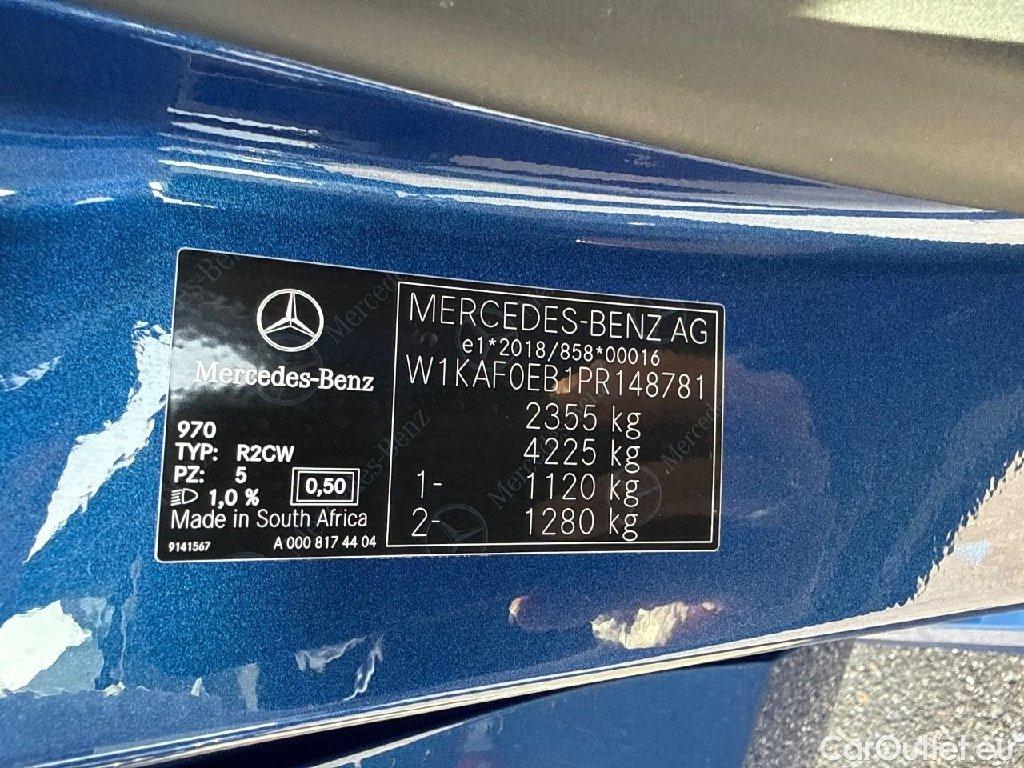 Mercedes-Benz
970
TYP: R2CW
PZ: 5
1,0 %
0,50
Made in South Africa
9141567 A 000 817 44 04
MERCEDES-BENZ AG
e1*2018/858*00016
W1KAF0EB1PR148781
2355 kg
4225 kg
1- 1120 kg
2- 1280 kg
CarOutlet.eu